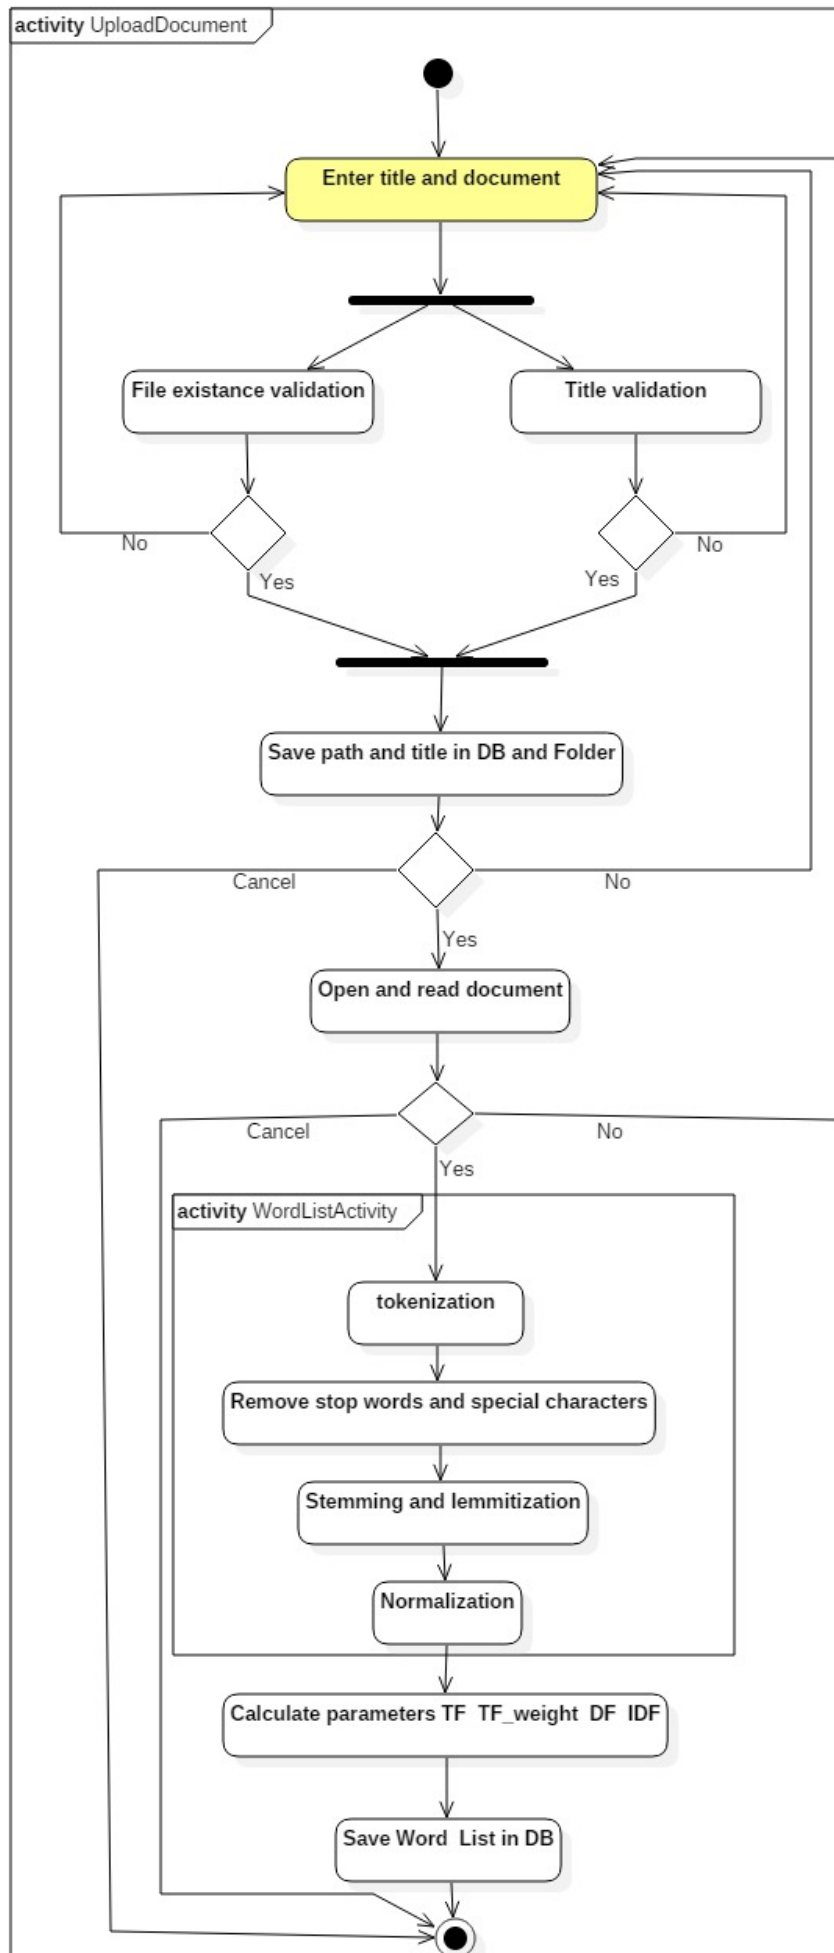 activity UploadDocument
Enter title and document
File existance validation
Title validation
No
Yes
Yes
No
Save path and title in DB and Folder
Cancel
No
Yes
Open and read document
Cancel
No
Yes
activity WordListActivity
tokenization
Remove stop words and special characters
Stemming and lemmitization
Normalization
Calculate parameters TF TF_weight DF IDF
Save Word List in DB